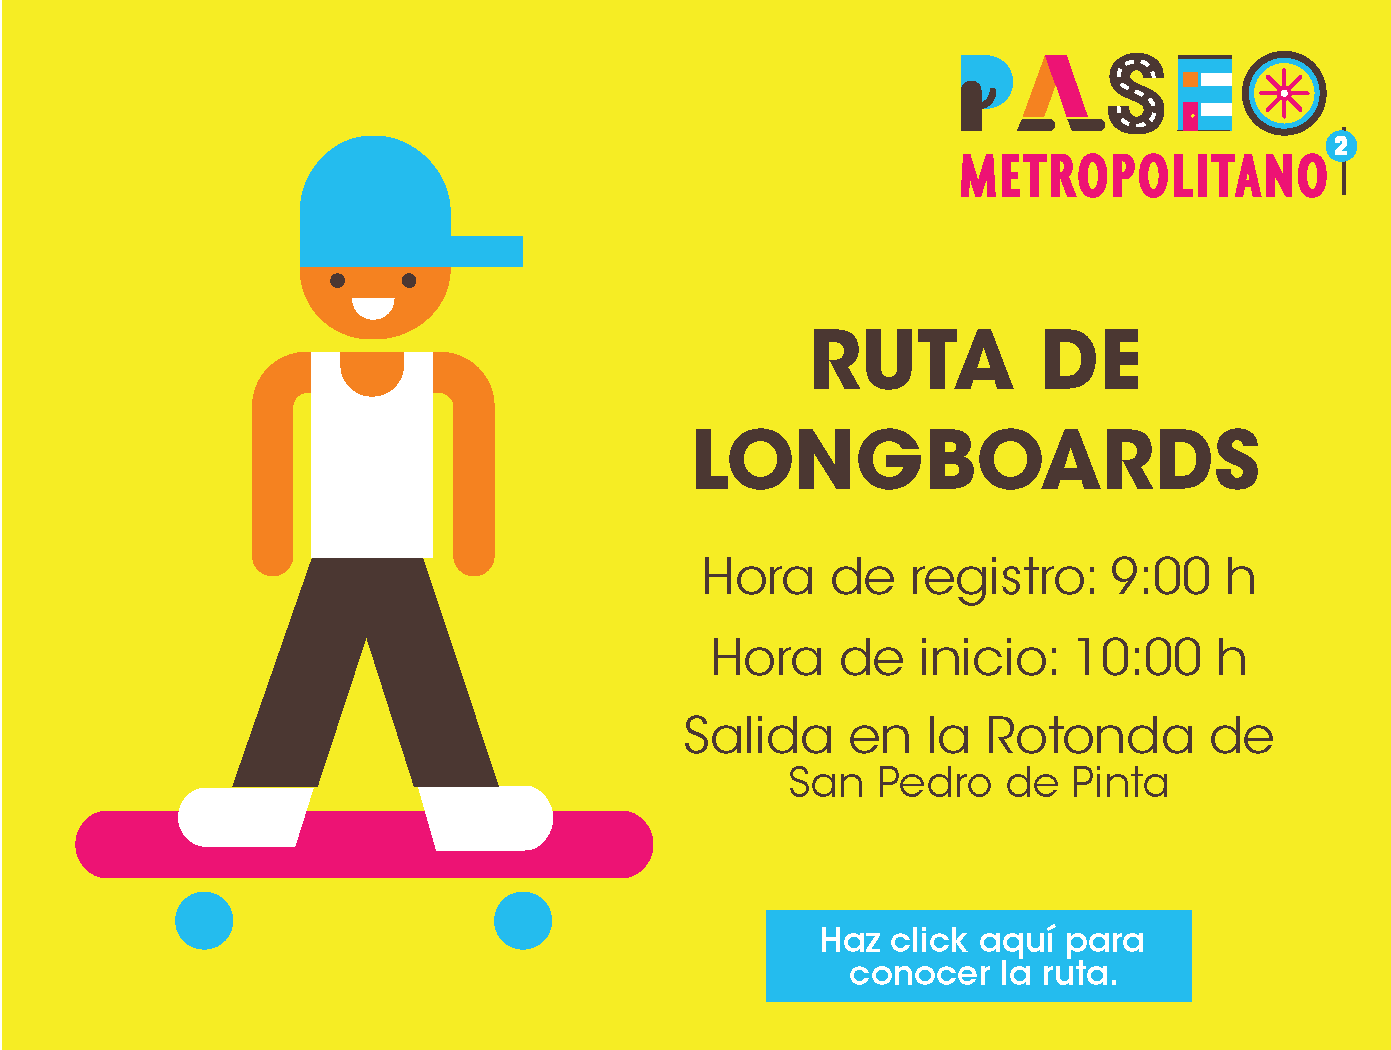 PASEO
METROPOLITANO 2
RUTA DE
LONGBOARDS
Hora de registro: 9:00 h
Hora de inicio: 10:00 h
Salida en la Rotonda de
San Pedro de Pinta
Haz click aquí para
conocer la ruta.